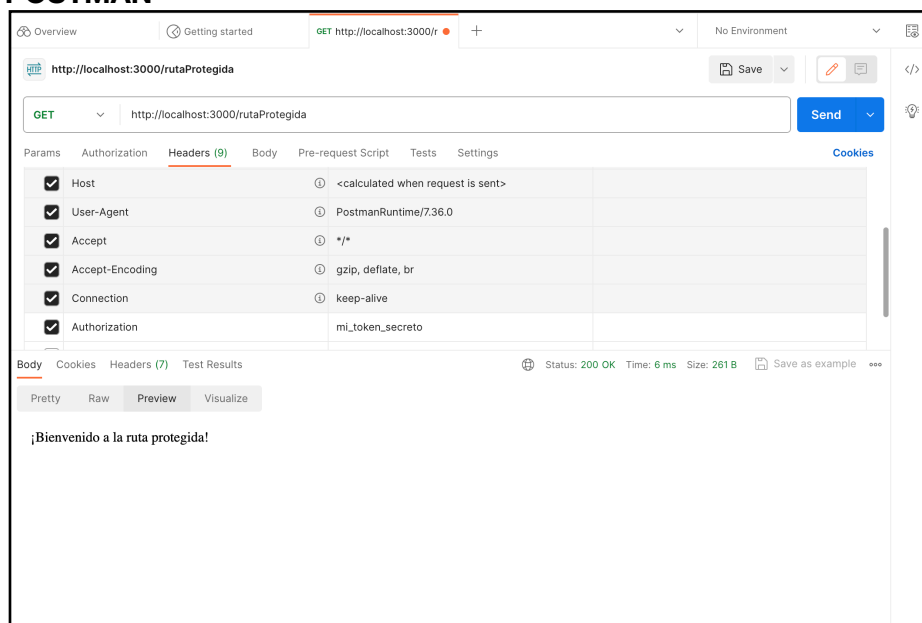 POSTMAN
Overview Getting started GET http://localhost:3000/r No Environment
HTTP http://localhost:3000/rutaProtegida Save
GET http://localhost:3000/rutaProtegida Send
Params Authorization Headers (9) Body Pre-request Script Tests Settings Cookies
Host <calculated when request is sent>
User-Agent PostmanRuntime/7.36.0
Accept */*
Accept-Encoding gzip, deflate, br
Connection keep-alive
Authorization mi_token_secreto
Body Cookies Headers (7) Test Results Status: 200 OK Time: 6 ms Size: 261 B Save as example
Pretty Raw Preview Visualize
¡Bienvenido a la ruta protegida!